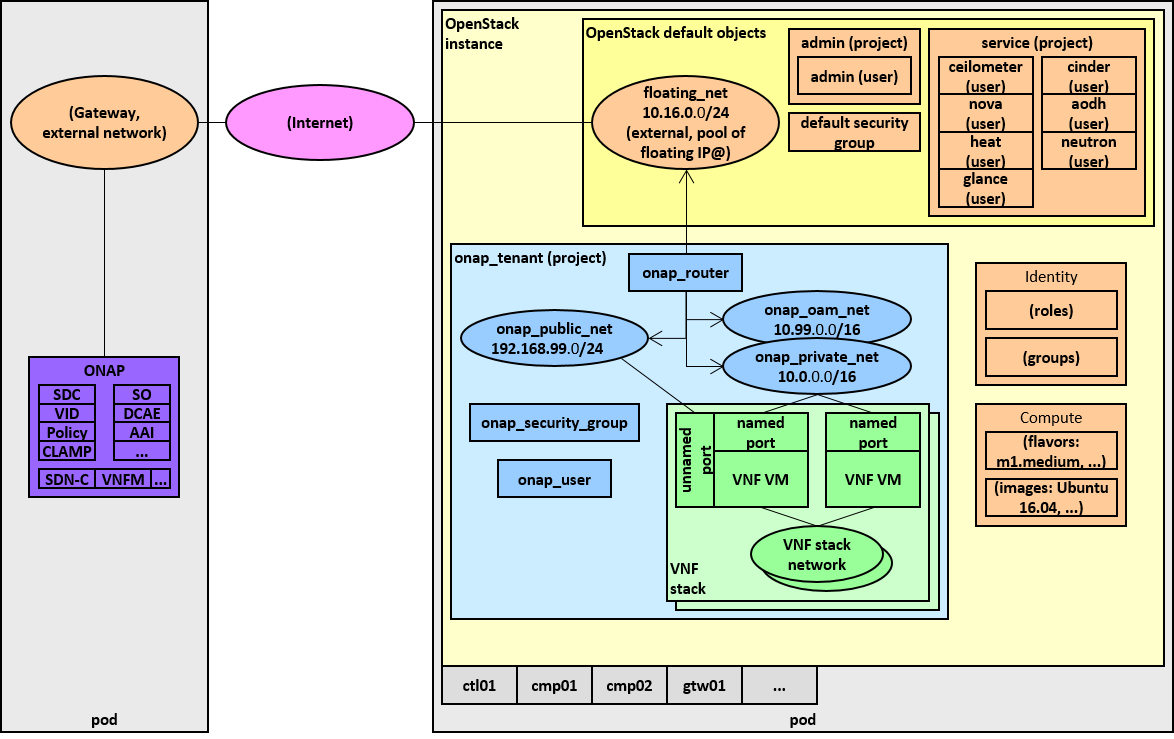 (Gateway,
external network)
ONAP
SDC
SO
VID
DCAE
Policy
AAI
CLAMP
...
SDN-C
VNFM
...
pod
(Internet)
OpenStack
instance
OpenStack default objects
floating_net
10.16.0.0/24
(external, pool of
floating IP@)
admin (project)
admin (user)
default security
group
service (project)
ceilometer
(user)
cinder
(user)
nova
(user)
aodh
(user)
heat
(user)
neutron
(user)
glance
(user)
onap_tenant (project)
onap_router
onap_public_net
192.168.99.0/24
onap_oam_net
10.99.0.0/16
onap_private_net
10.0.0.0/16
onap_security_group
onap_user
unnamed
port
named
port
VNF VM
named
port
VNF VM
VNF stack
network
VNF
stack
Identity
(roles)
(groups)
Compute
(flavors:
m1.medium, ...)
(images: Ubuntu
16.04, ...)
ctl01
cmp01
cmp02
gtw01
...
pod